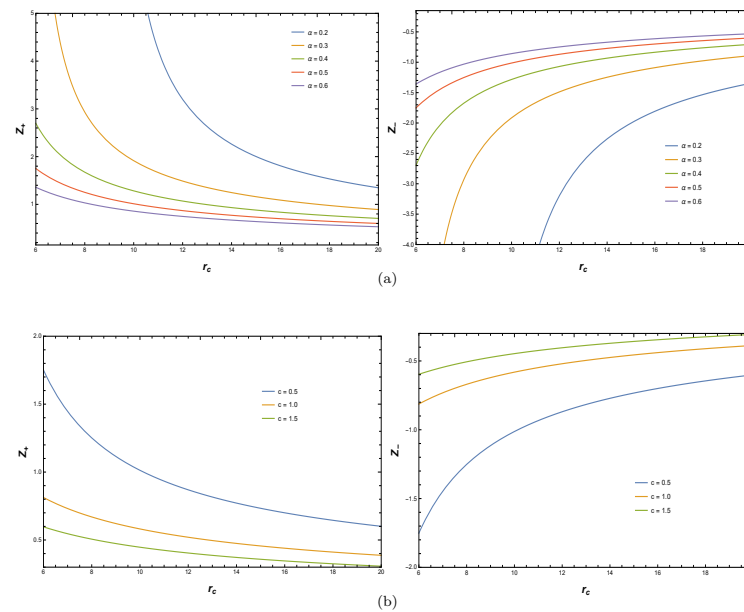 5
4
3
2
1
6 8 10 12 14 16 18 20
Z₊
r_c
α = 0.2
α = 0.3
α = 0.4
α = 0.5
α = 0.6
-0.5
-1.0
-1.5
-2.0
-2.5
-3.0
-3.5
-4.0
6 8 10 12 14 16 18
Z₋
r_c
α = 0.2
α = 0.3
α = 0.4
α = 0.5
α = 0.6
(a)
2.0
1.5
1.0
0.5
6 8 10 12 14 16 18 20
Z₊
r_c
c = 0.5
c = 1.0
c = 1.5
-0.5
-1.0
-1.5
-2.0
6 8 10 12 14 16 18
Z₋
r_c
c = 0.5
c = 1.0
c = 1.5
(b)